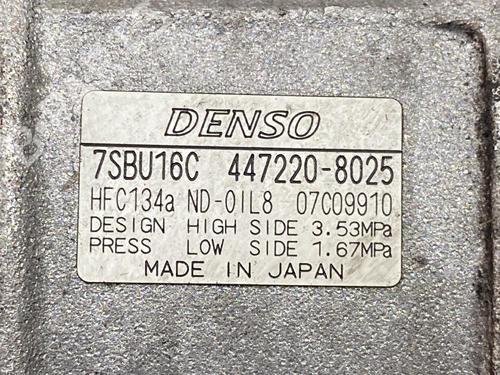 DENSO
7SBU16C 447220-8025
HFC134a ND-OIL8 07C09910
DESIGN HIGH SIDE 3.53MPa
PRESS LOW SIDE 1.67MPa
MADE IN JAPAN